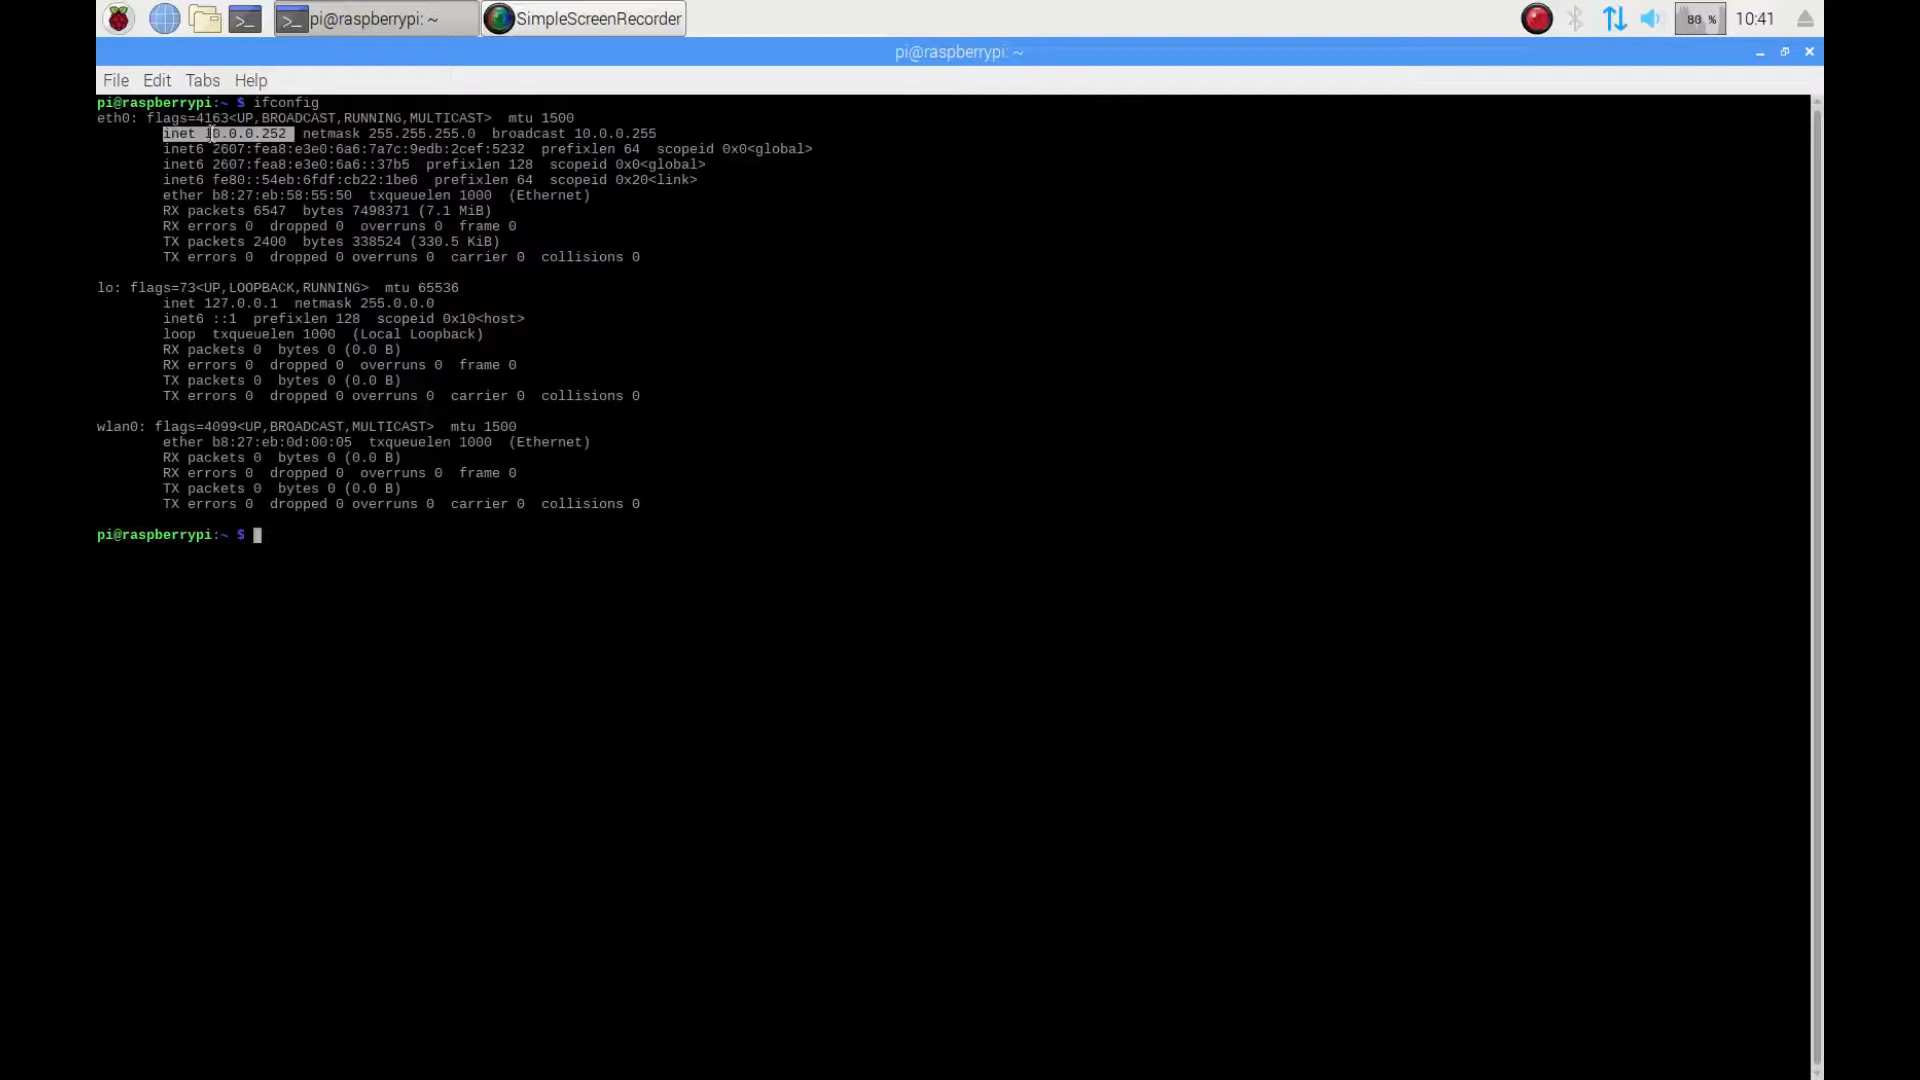 pi@raspberrypi: ~
SimpleScreenRecorder
80 %
10:41
pi@raspberrypi: ~
File Edit Tabs Help
pi@raspberrypi:~ $ ifconfig
eth0: flags=4163<UP,BROADCAST,RUNNING,MULTICAST>  mtu 1500
        inet 10.0.0.252  netmask 255.255.255.0  broadcast 10.0.0.255
        inet6 2607:fea8:e3e0:6a6:7a7c:9edb:2cef:5232  prefixlen 64  scopeid 0x0<global>
        inet6 2607:fea8:e3e0:6a6::37b5  prefixlen 128  scopeid 0x0<global>
        inet6 fe80::54eb:6fdf:cb22:1be6  prefixlen 64  scopeid 0x20<link>
        ether b8:27:eb:58:55:50  txqueuelen 1000  (Ethernet)
        RX packets 6547  bytes 7498371 (7.1 MiB)
        RX errors 0  dropped 0  overruns 0  frame 0
        TX packets 2400  bytes 338524 (330.5 KiB)
        TX errors 0  dropped 0 overruns 0  carrier 0  collisions 0
lo: flags=73<UP,LOOPBACK,RUNNING>  mtu 65536
        inet 127.0.0.1  netmask 255.0.0.0
        inet6 ::1  prefixlen 128  scopeid 0x10<host>
        loop  txqueuelen 1000  (Local Loopback)
        RX packets 0  bytes 0 (0.0 B)
        RX errors 0  dropped 0  overruns 0  frame 0
        TX packets 0  bytes 0 (0.0 B)
        TX errors 0  dropped 0 overruns 0  carrier 0  collisions 0
wlan0: flags=4099<UP,BROADCAST,MULTICAST>  mtu 1500
        ether b8:27:eb:0d:00:05  txqueuelen 1000  (Ethernet)
        RX packets 0  bytes 0 (0.0 B)
        RX errors 0  dropped 0  overruns 0  frame 0
        TX packets 0  bytes 0 (0.0 B)
        TX errors 0  dropped 0 overruns 0  carrier 0  collisions 0
pi@raspberrypi:~ $